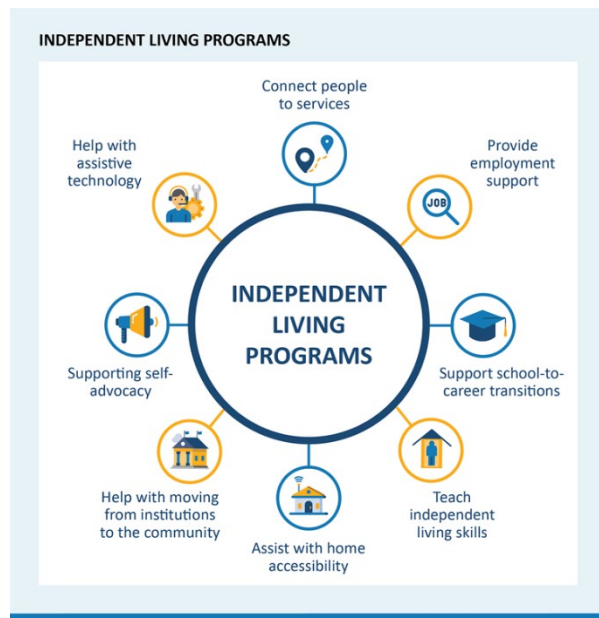 INDEPENDENT LIVING PROGRAMS
Connect people
to services
Help with
assistive
technology
Provide
employment
support
JOB
INDEPENDENT
LIVING
PROGRAMS
Supporting self-
advocacy
Support school-to-
career transitions
Help with moving
from institutions
to the community
Teach
independent
living skills
Assist with home
accessibility